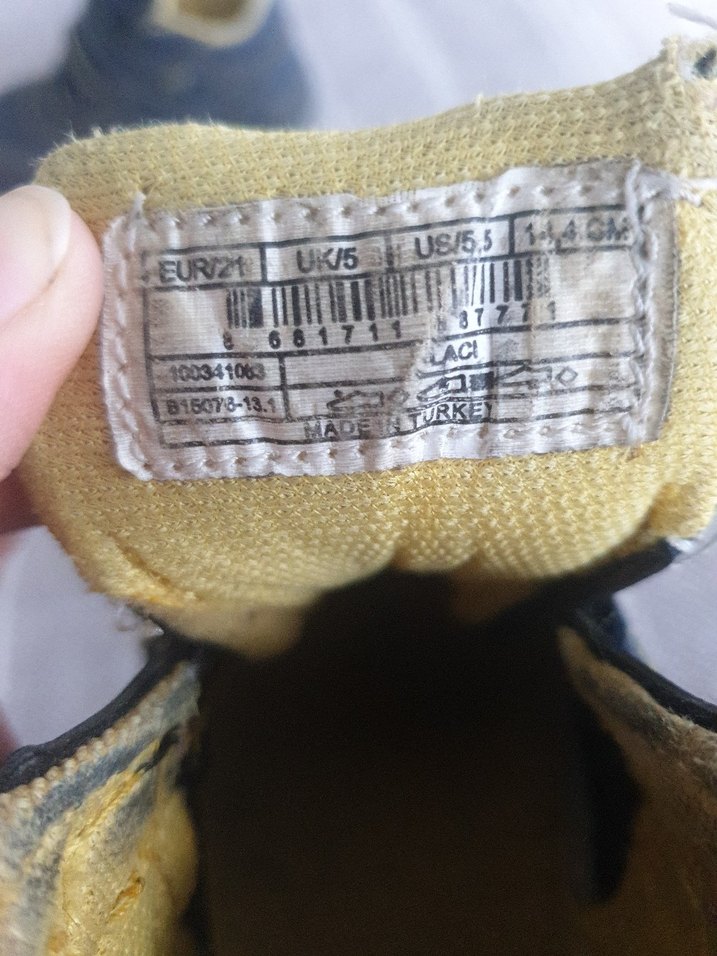 EUR/21 UK/5 US/5,5 14,4 CM
8 681711 887771
LACI
100341063
B15076-13.1
MADE IN TURKEY